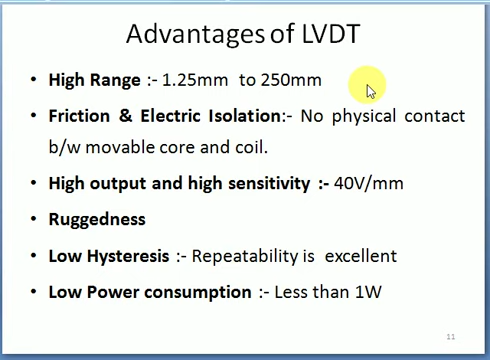 Advantages of LVDT
• High Range :- 1.25mm to 250mm
• Friction & Electric Isolation:- No physical contact
b/w movable core and coil.
• High output and high sensitivity :- 40V/mm
• Ruggedness
• Low Hysteresis :- Repeatability is excellent
• Low Power consumption :- Less than 1W
11